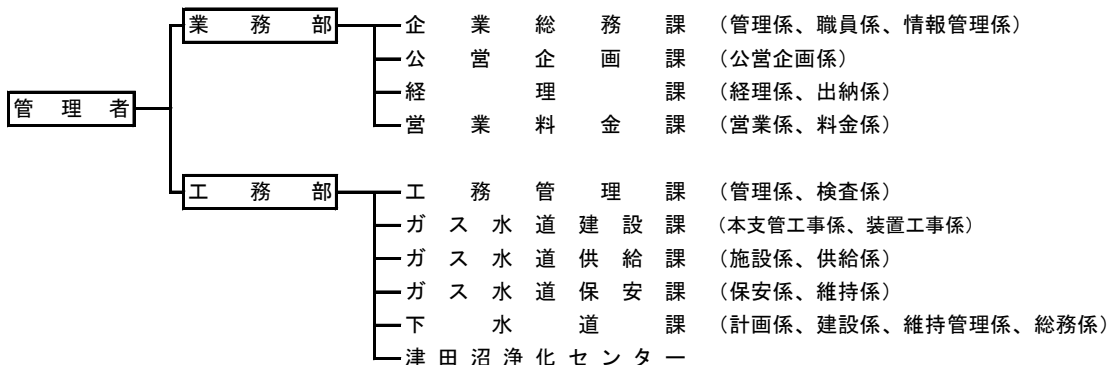 業務部 企業総務課 （管理係、職員係、情報管理係）
公営企画課 （公営企画係）
経理課 （経理係、出納係）
管理者
営業料金課 （営業係、料金係）
工務部 工務管理課 （管理係、検査係）
ガス水道建設課 （本支管工事係、装置工事係）
ガス水道供給課 （施設係、供給係）
ガス水道保安課 （保安係、維持係）
下水道課 （計画係、建設係、維持管理係、総務係）
津田沼浄化センター